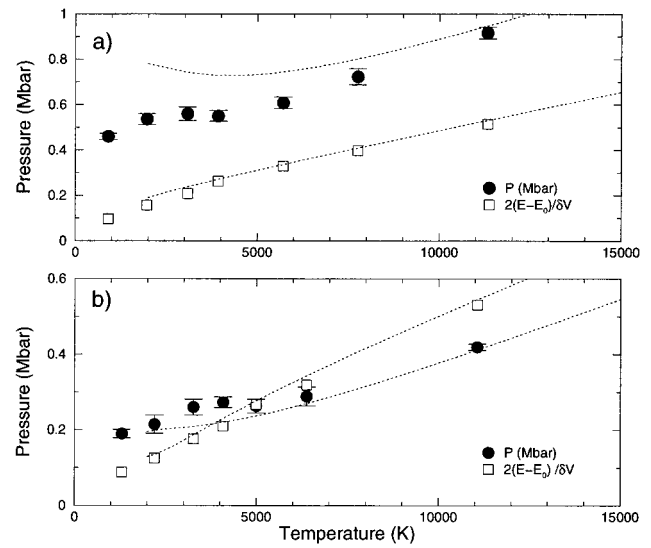 1
a)
0.8
0.6
0.4
0.2
0
Pressure (Mbar)
P (Mbar)
2(E−E₀)/δV
0 5000 10000 15000
0.6
b)
0.4
0.2
0
Pressure (Mbar)
P (Mbar)
2(E−E₀)/δV
0 5000 10000 15000
Temperature (K)